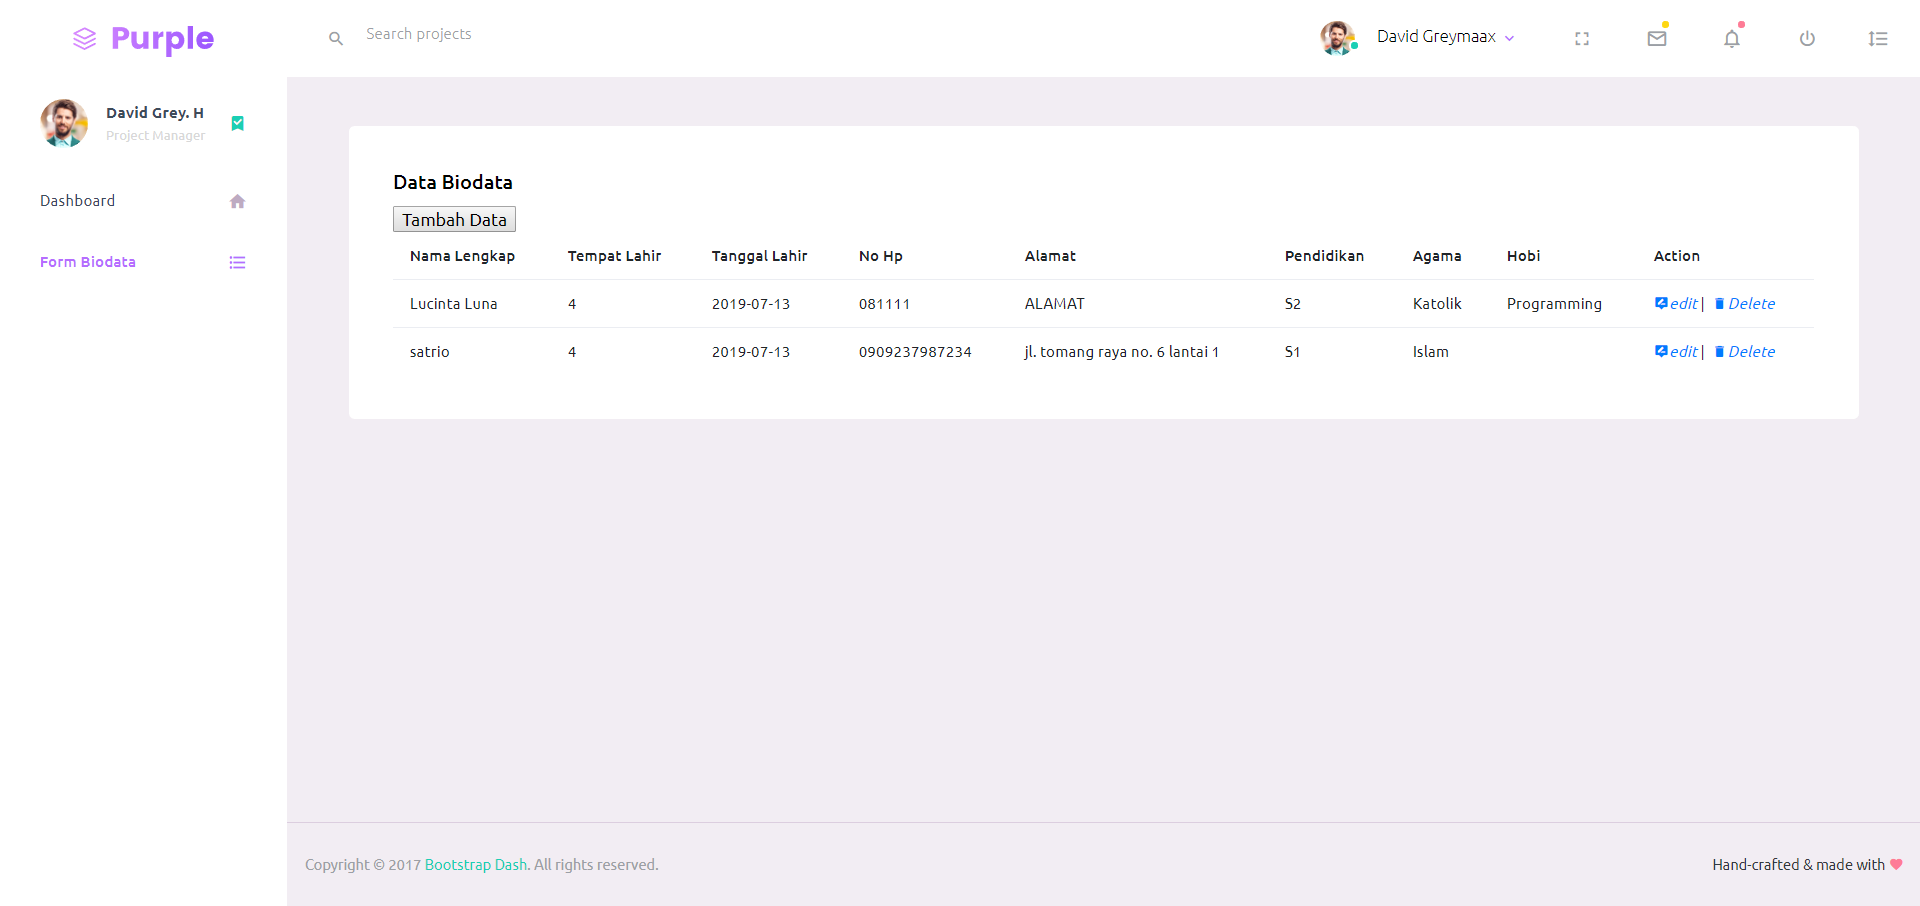 Purple
Search projects
David Greymaax
David Grey. H
Project Manager
Dashboard
Form Biodata
Data Biodata
Tambah Data
Nama Lengkap Tempat Lahir Tanggal Lahir No Hp Alamat Pendidikan Agama Hobi Action
Lucinta Luna 4 2019-07-13 081111 ALAMAT S2 Katolik Programming edit | Delete
satrio 4 2019-07-13 0909237987234 jl. tomang raya no. 6 lantai 1 S1 Islam edit | Delete
Copyright © 2017 Bootstrap Dash. All rights reserved.
Hand-crafted & made with